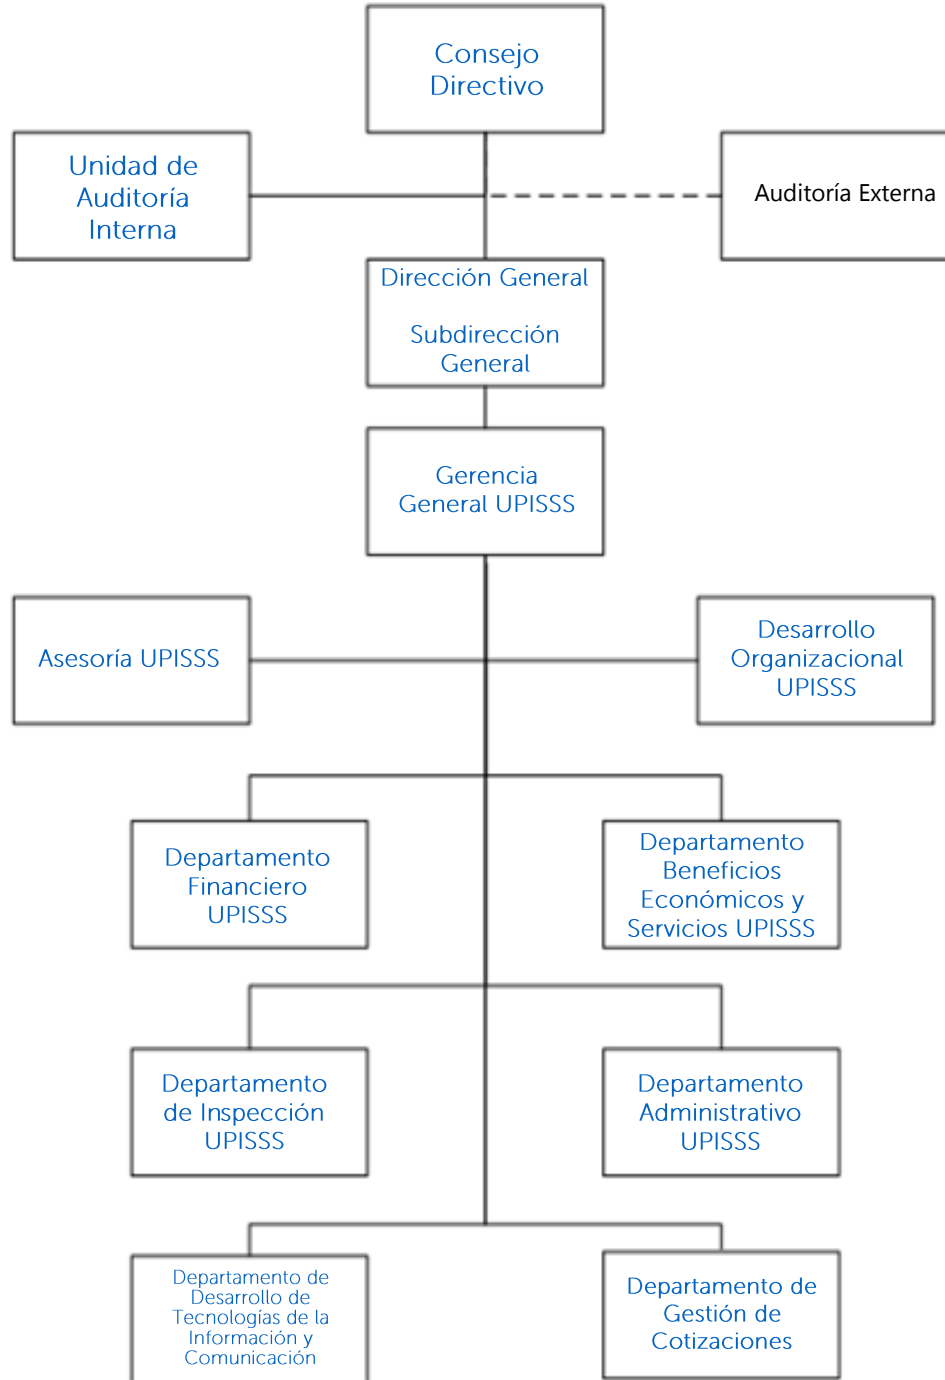 Consejo
Directivo
Unidad de
Auditoría
Interna
Auditoría Externa
Dirección General
Subdirección
General
Gerencia
General UPISSS
Asesoría UPISSS
Desarrollo
Organizacional
UPISSS
Departamento
Financiero
UPISSS
Departamento
Beneficios
Económicos y
Servicios UPISSS
Departamento
de Inspección
UPISSS
Departamento
Administrativo
UPISSS
Departamento de
Desarrollo de
Tecnologías de la
Información y
Comunicación
Departamento de
Gestión de
Cotizaciones